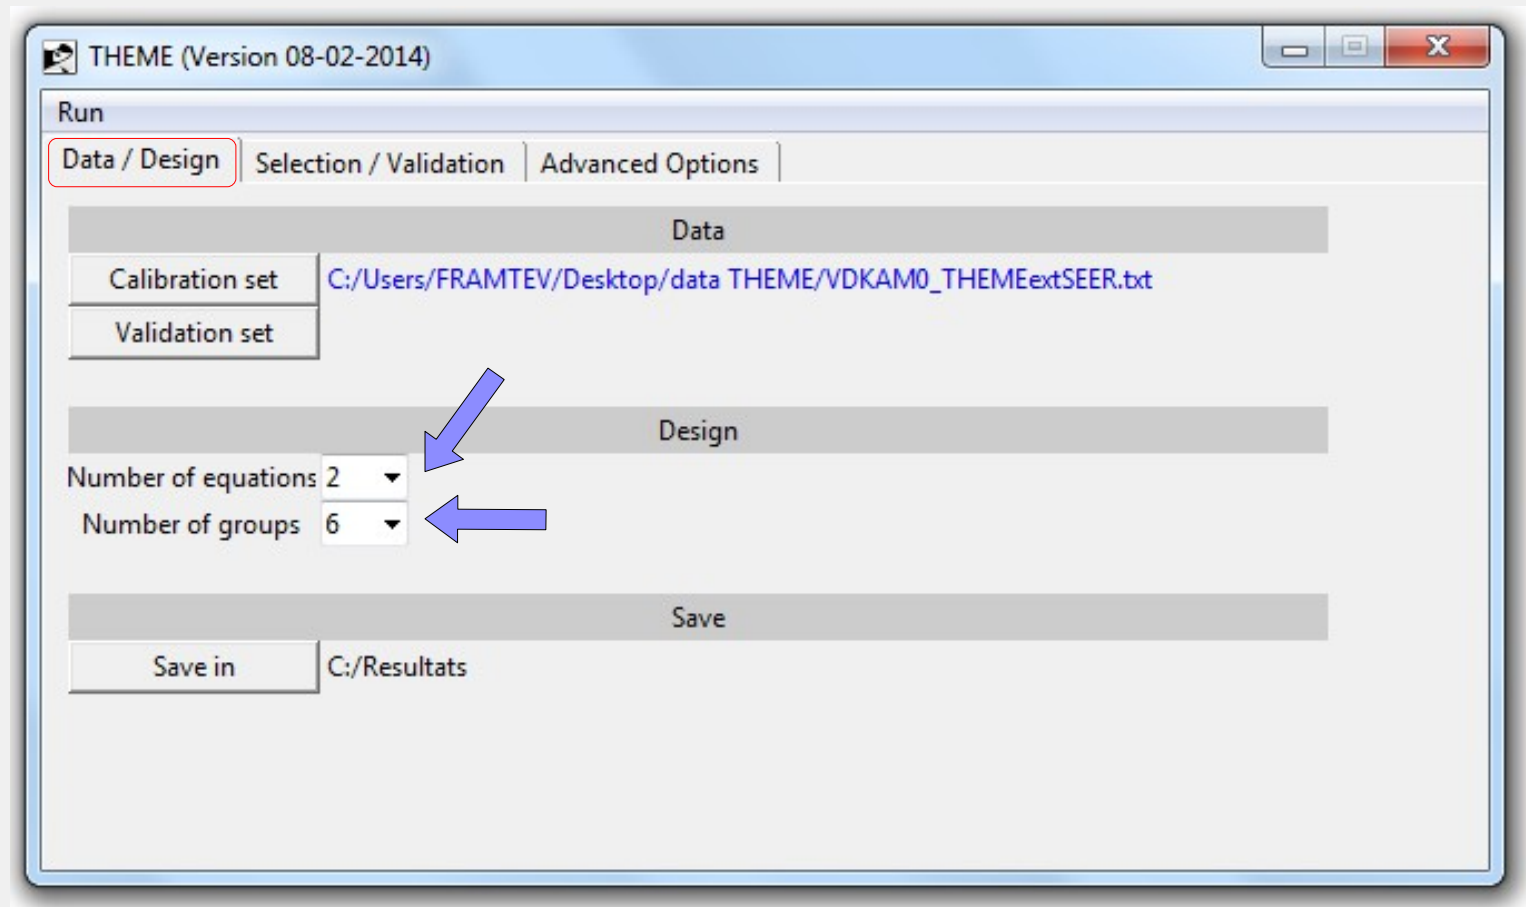 THEME (Version 08-02-2014)
Run
Data / Design Selection / Validation Advanced Options
Data
Calibration set C:/Users/FRAMTEV/Desktop/data THEME/VDKAM0_THEMEextSEER.txt
Validation set
Design
Number of equations 2
Number of groups 6
Save
Save in C:/Resultats